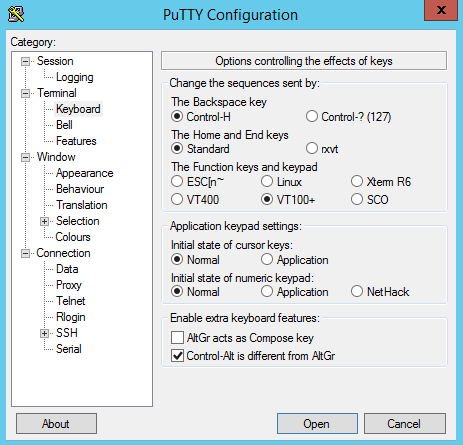 PuTTY Configuration
x
Category:
Session
Logging
Terminal
Keyboard
Bell
Features
Window
Appearance
Behaviour
Translation
Selection
Colours
Connection
Data
Proxy
Telnet
Rlogin
SSH
Serial
Options controlling the effects of keys
Change the sequences sent by:
The Backspace key
Control-H Control-? (127)
The Home and End keys
Standard rxvt
The Function keys and keypad
ESC[n~ Linux Xterm R6
VT400 VT100+ SCO
Application keypad settings:
Initial state of cursor keys:
Normal Application
Initial state of numeric keypad:
Normal Application NetHack
Enable extra keyboard features:
AltGr acts as Compose key
Control-Alt is different from AltGr
About Open Cancel